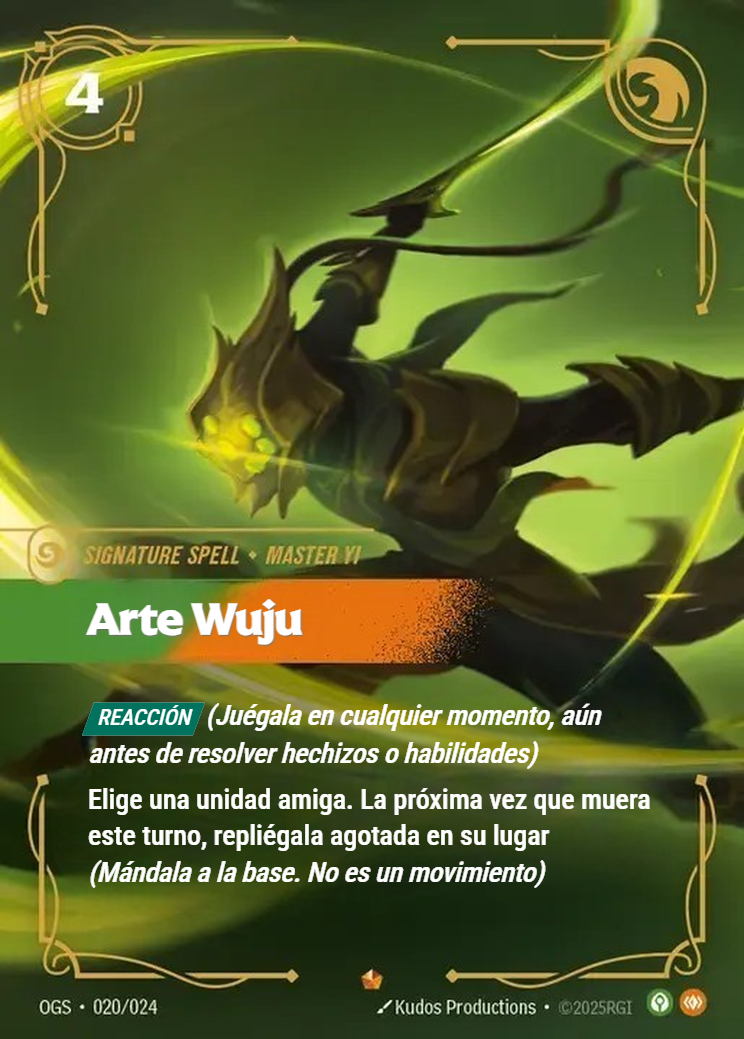 4
SIGNATURE SPELL • MASTER YI
Arte Wuju
REACCIÓN (Juégala en cualquier momento, aún
antes de resolver hechizos o habilidades)
Elige una unidad amiga. La próxima vez que muera
este turno, repliégala agotada en su lugar
(Mándala a la base. No es un movimiento)
OGS • 020/024
Kudos Productions • ©2025RGI